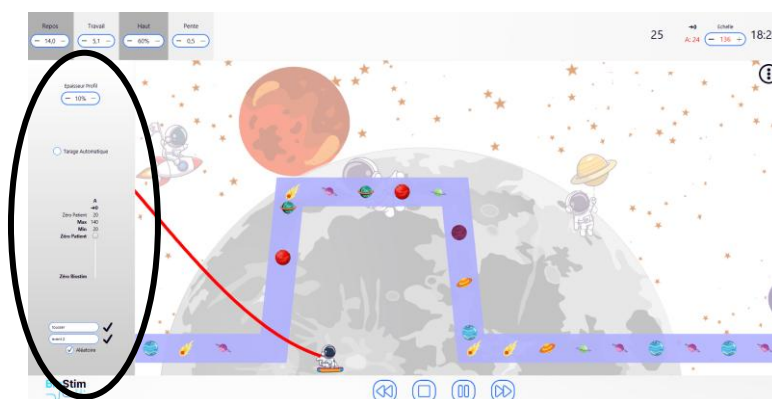 Repos Travail Haut Pente
− 14,0 − − 5,1 − − 60% − − 0,5 −
25
A: 24
Echelle
− 136 −
18:2
Epaisseur Profil
− 10% −
Tarage Automatique
A
Zéro Patient 20
Max 140
Min 20
Zéro Patient
Zéro Biostim
Aléatoire
Stim